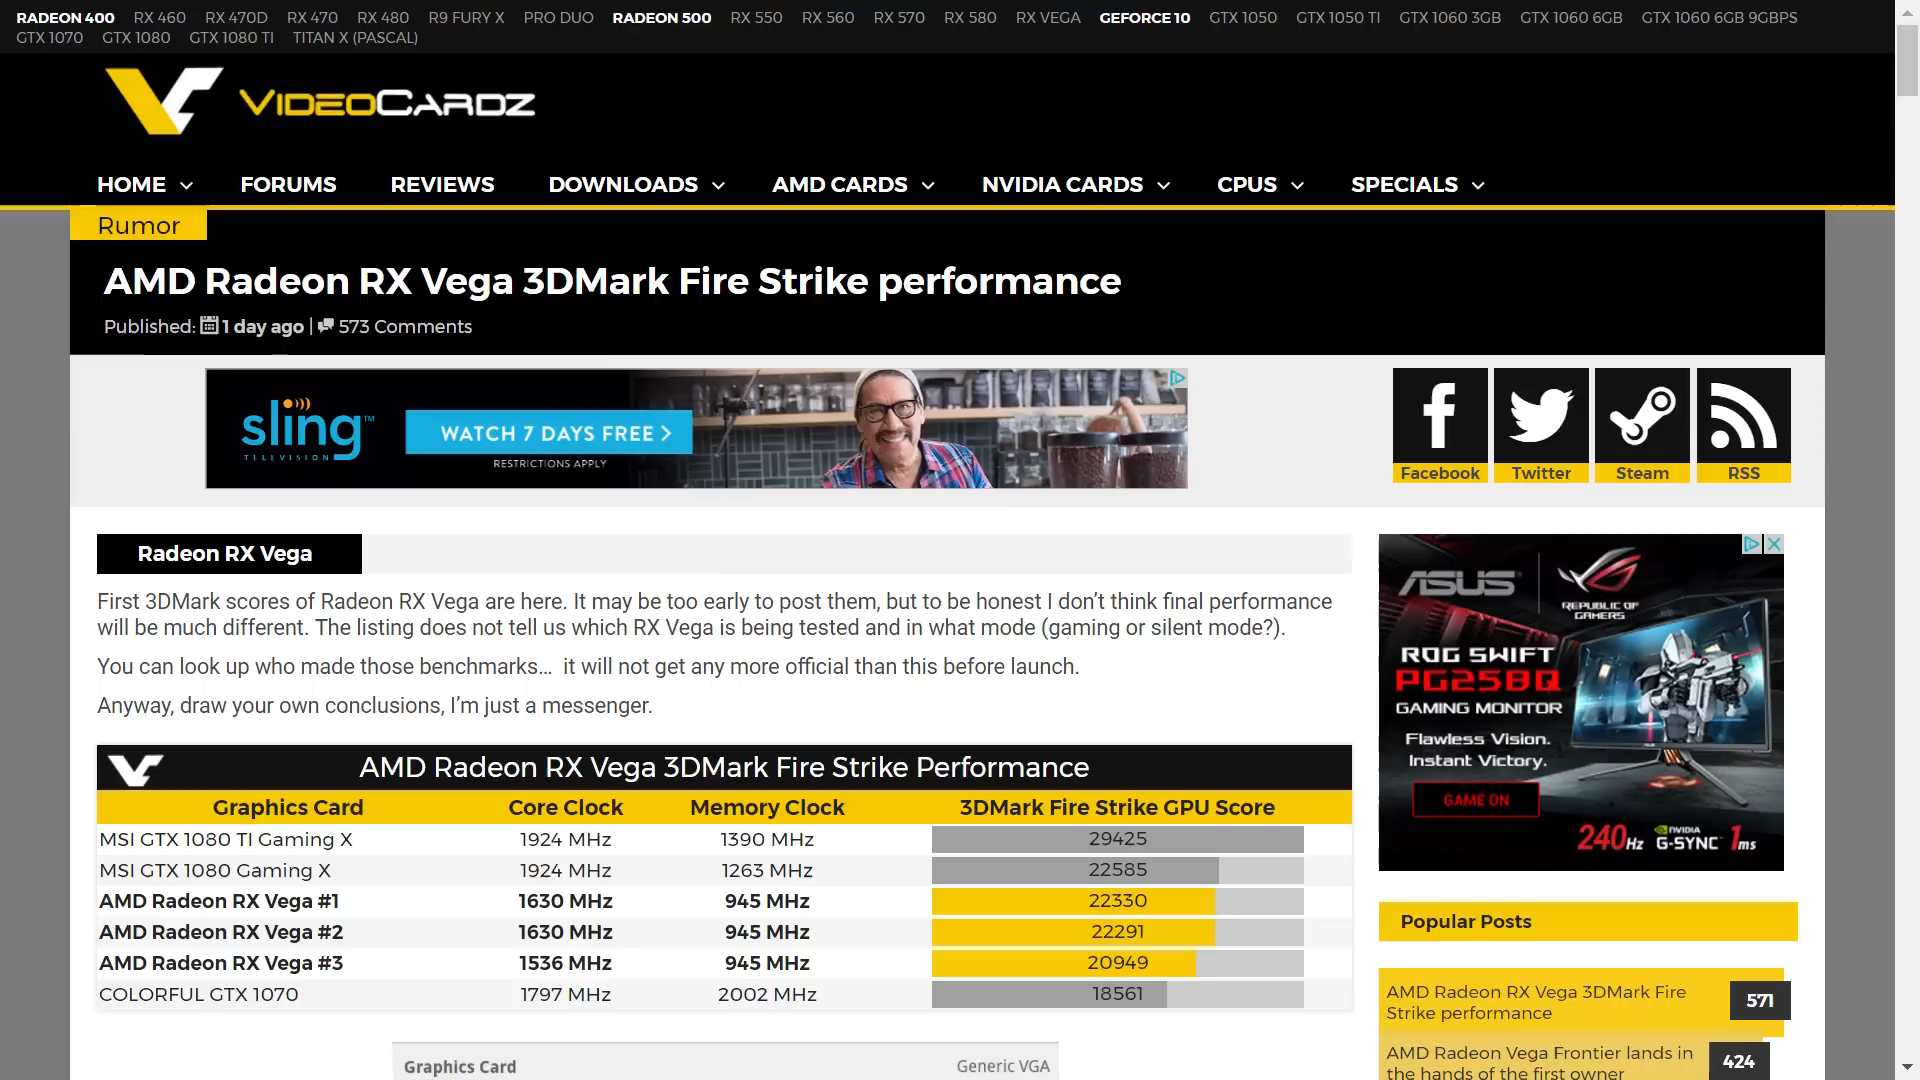 RADEON 400 RX 460 RX 470D RX 470 RX 480 R9 FURY X PRO DUO RADEON 500 RX 550 RX 560 RX 570 RX 580 RX VEGA GEFORCE 10 GTX 1050 GTX 1050 TI GTX 1060 3GB GTX 1060 6GB GTX 1060 6GB 9GBPS
GTX 1070 GTX 1080 GTX 1080 TI TITAN X (PASCAL)
VIDEOCARDZ
HOME FORUMS REVIEWS DOWNLOADS AMD CARDS NVIDIA CARDS CPUS SPECIALS
Rumor
AMD Radeon RX Vega 3DMark Fire Strike performance
Published: 1 day ago | 573 Comments
sling™
TELEVISION
WATCH 7 DAYS FREE >
RESTRICTIONS APPLY
Facebook Twitter Steam RSS
Radeon RX Vega
First 3DMark scores of Radeon RX Vega are here. It may be too early to post them, but to be honest I don't think final performance
will be much different. The listing does not tell us which RX Vega is being tested and in what mode (gaming or silent mode?).
You can look up who made those benchmarks… it will not get any more official than this before launch.
Anyway, draw your own conclusions, I'm just a messenger.
AMD Radeon RX Vega 3DMark Fire Strike Performance
Graphics Card Core Clock Memory Clock 3DMark Fire Strike GPU Score
MSI GTX 1080 TI Gaming X 1924 MHz 1390 MHz 29425
MSI GTX 1080 Gaming X 1924 MHz 1263 MHz 22585
AMD Radeon RX Vega #1 1630 MHz 945 MHz 22330
AMD Radeon RX Vega #2 1630 MHz 945 MHz 22291
AMD Radeon RX Vega #3 1536 MHz 945 MHz 20949
COLORFUL GTX 1070 1797 MHz 2002 MHz 18561
Graphics Card Generic VGA
ASUS
REPUBLIC OF
GAMERS
ROG SWIFT
PG258Q
GAMING MONITOR
Flawless Vision.
Instant Victory.
GAME ON
240Hz NVIDIA G-SYNC™ 1ms
Popular Posts
AMD Radeon RX Vega 3DMark Fire
Strike performance
571
AMD Radeon Vega Frontier lands in
the hands of the first owner
424